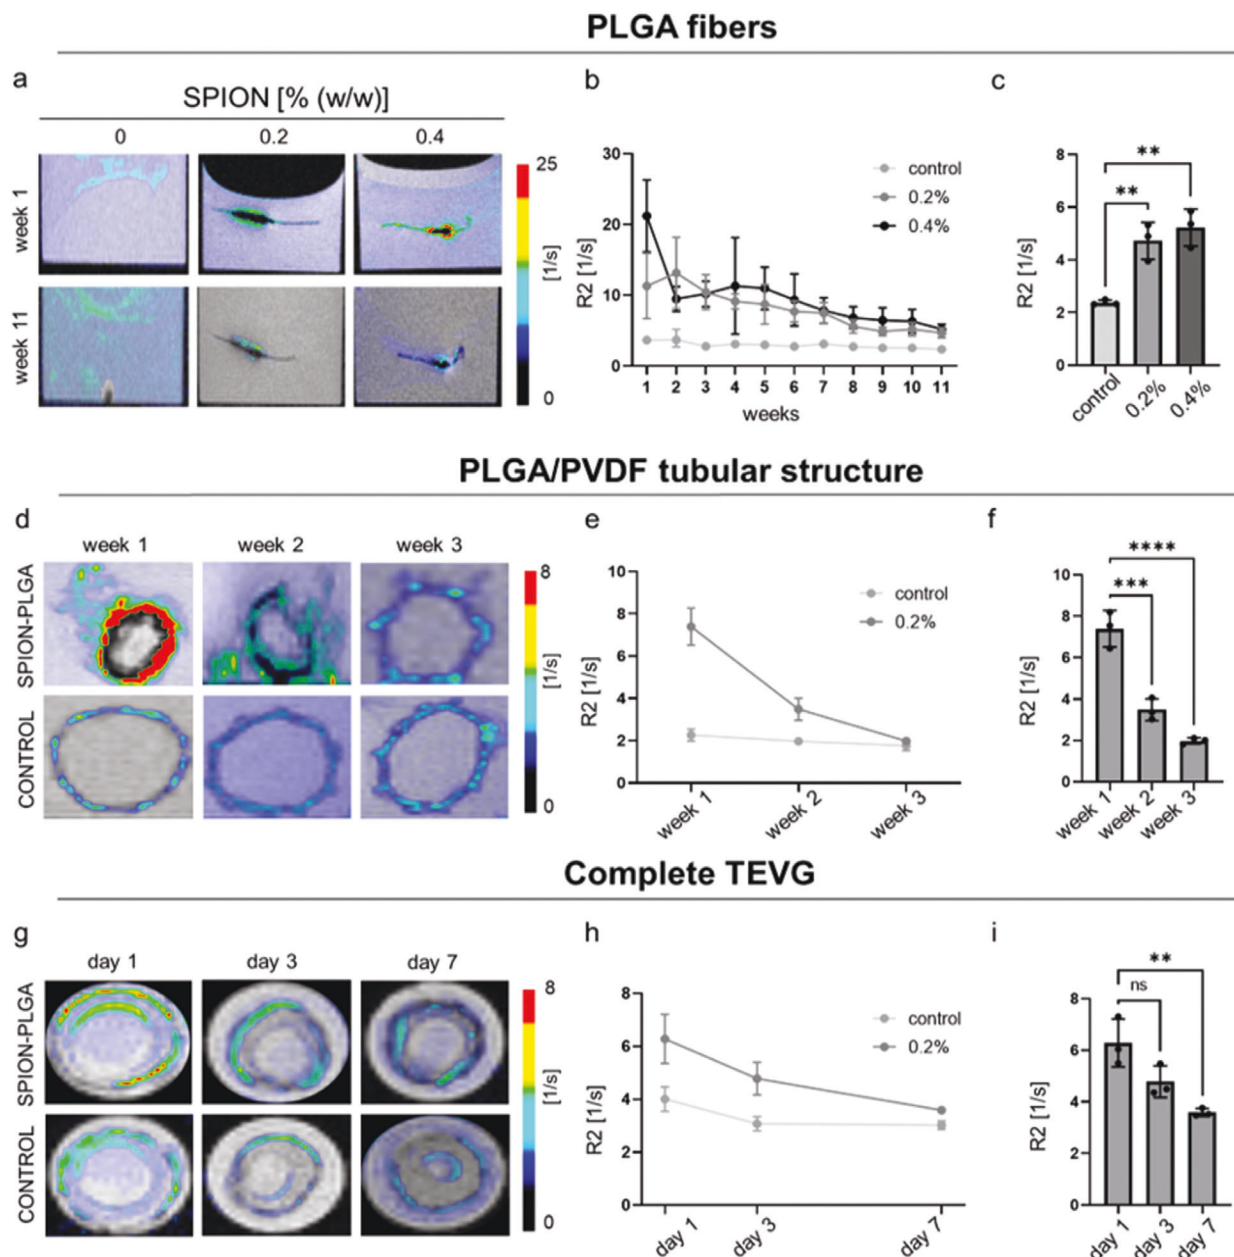 PLGA fibers
a
SPION [% (w/w)]
0 0.2 0.4
week 1
week 11
25
[1/s]
0
b
30
20
10
0
R2 [1/s]
control
0.2%
0.4%
1 2 3 4 5 6 7 8 9 10 11
weeks
c
8
6
4
2
0
R2 [1/s]
**
**
control 0.2% 0.4%
PLGA/PVDF tubular structure
d
week 1 week 2 week 3
SPION-PLGA
CONTROL
8
[1/s]
0
e
10
8
6
4
2
0
R2 [1/s]
control
0.2%
week 1 week 2 week 3
f
10
8
6
4
2
0
R2 [1/s]
****
***
week 1 week 2 week 3
Complete TEVG
g
day 1 day 3 day 7
SPION-PLGA
CONTROL
8
[1/s]
0
h
8
6
4
2
0
R2 [1/s]
control
0.2%
day 1 day 3 day 7
i
8
6
4
2
0
R2 [1/s]
**
ns
day 1 day 3 day 7